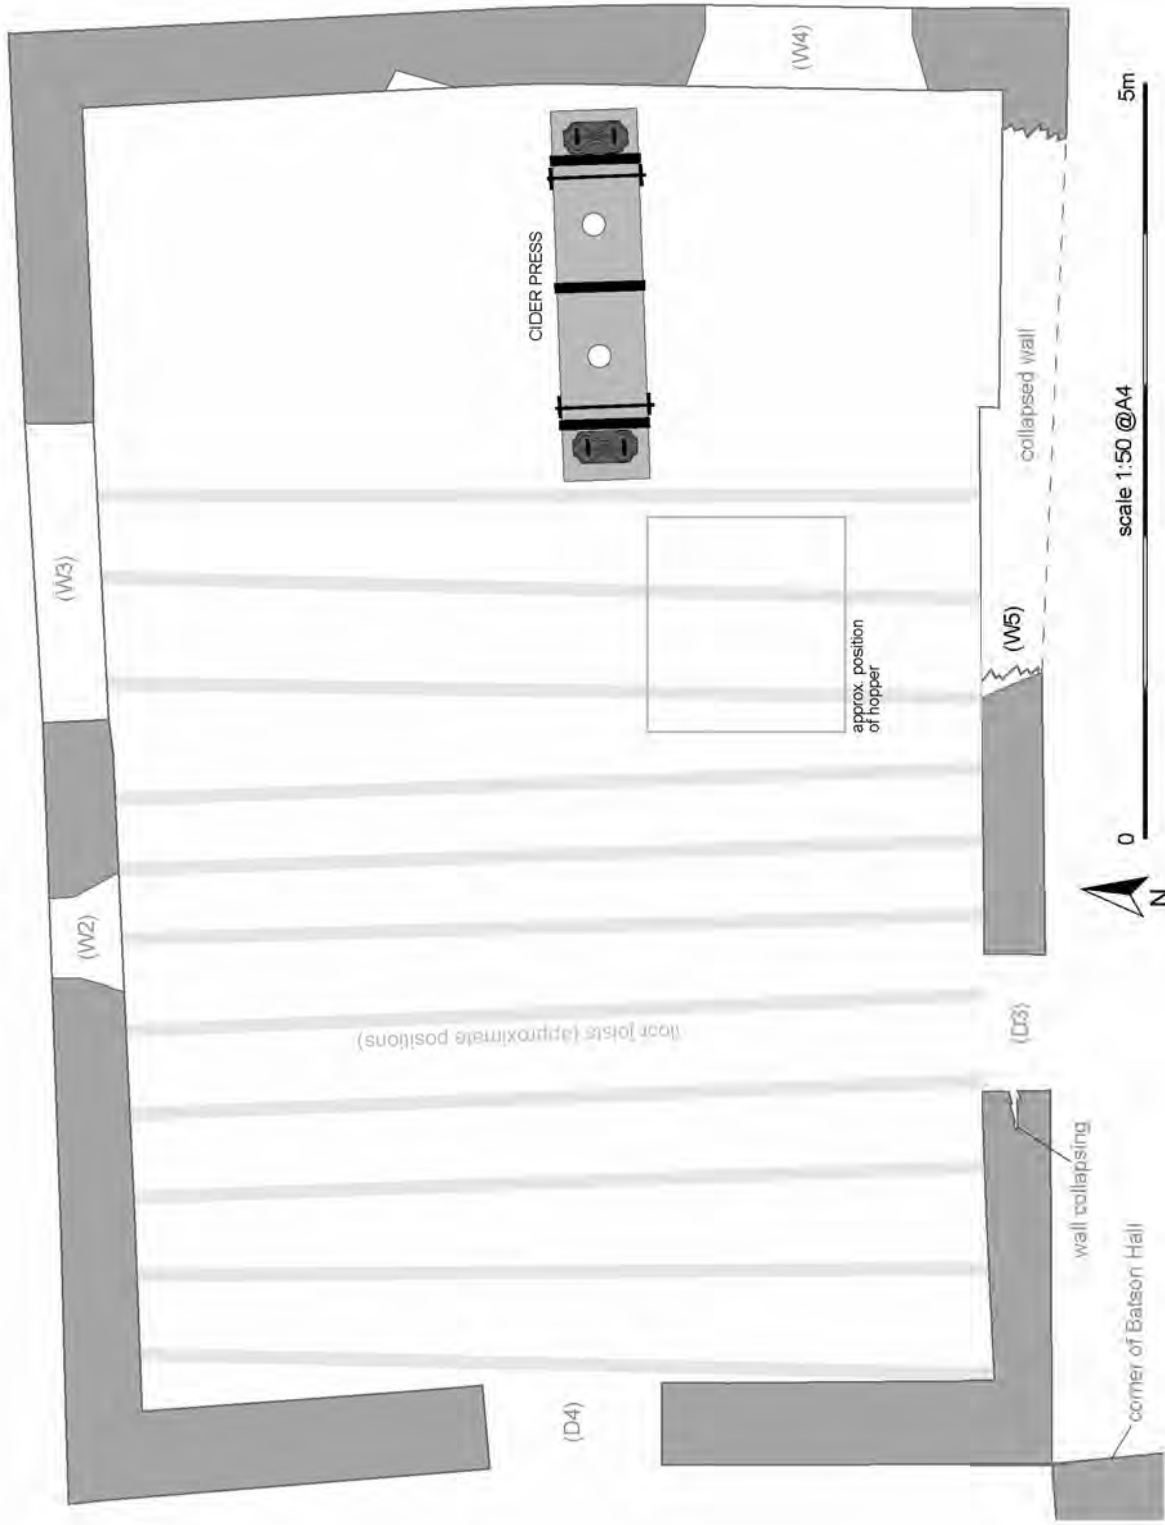 (W4)
CIDER PRESS
(W3)
collapsed wall
5m
scale 1:50 @A4
0
(W5)
approx. position
of hopper
(W2)
N
floor joists (approximate positions)
(D3)
wall collapsing
(D4)
corner of Batson Hall